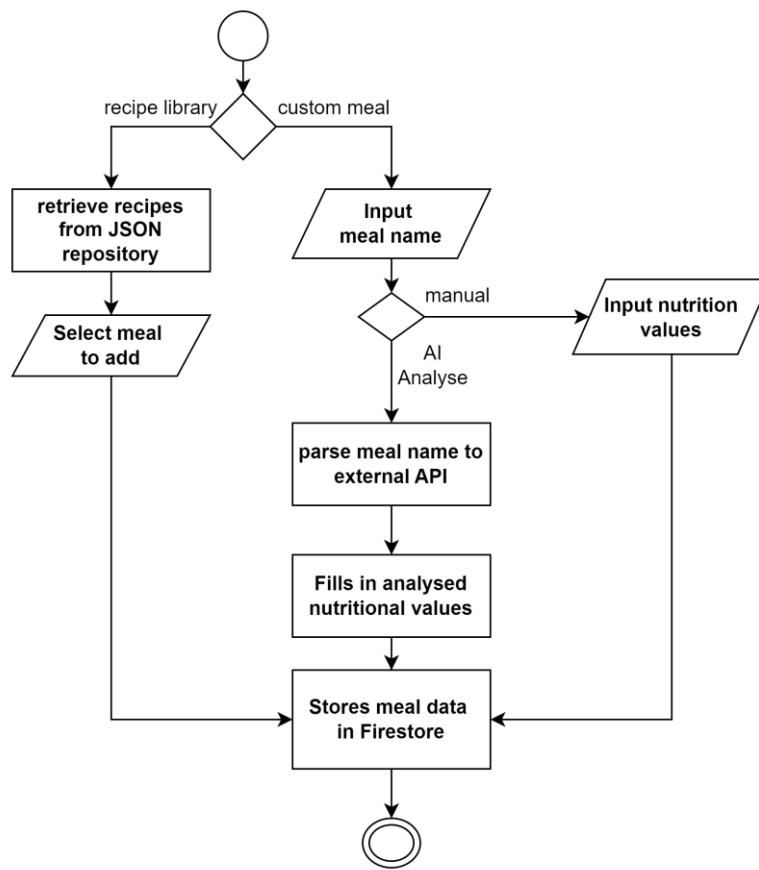 recipe library
custom meal
retrieve recipes
from JSON
repository
Input
meal name
Select meal
to add
manual
Input nutrition
values
AI
Analyse
parse meal name to
external API
Fills in analysed
nutritional values
Stores meal data
in Firestore